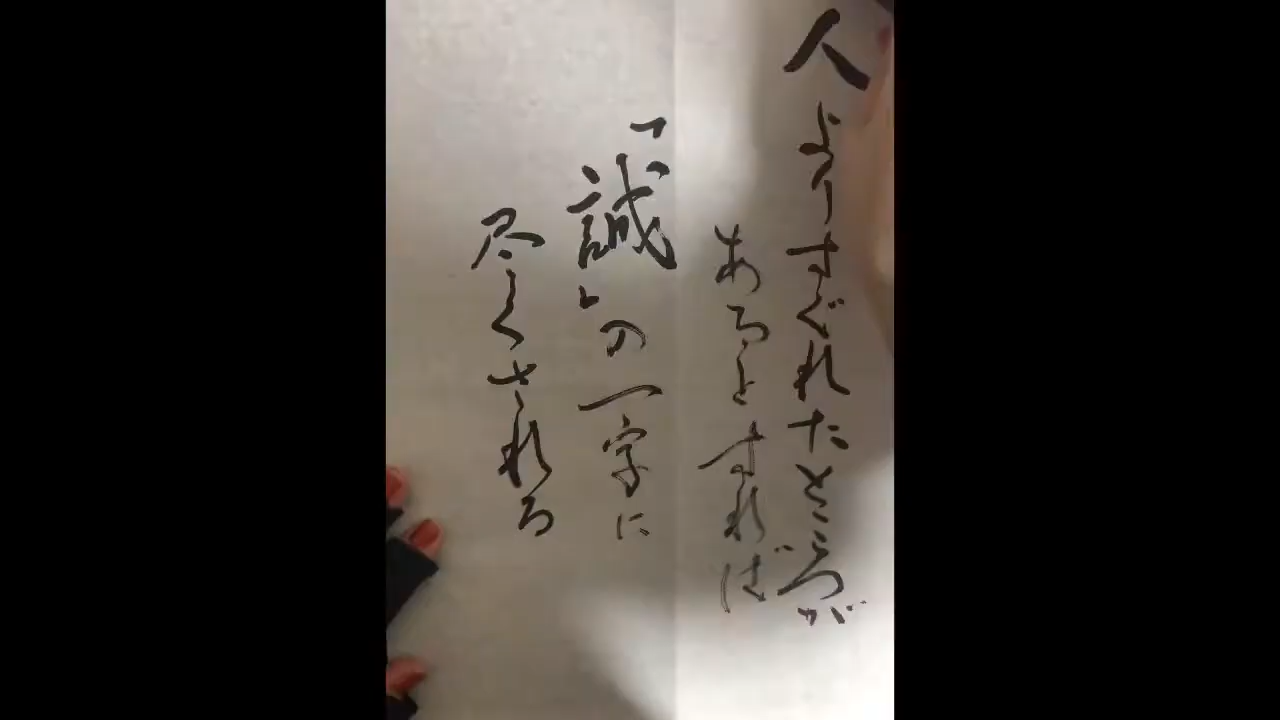 人よりすぐれたところが
あるとすれば
「誠」の一字に
尽くされる